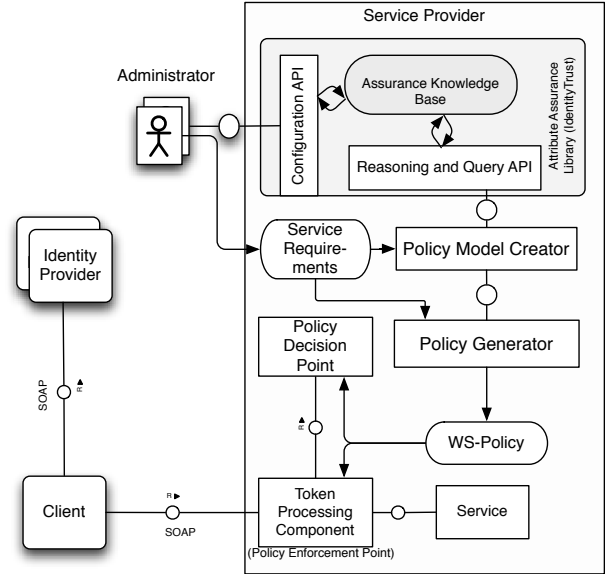 Service Provider
Administrator
Configuration API
Assurance Knowledge
Base
Attribute Assurance
Library (IdentityTrust)
Reasoning and Query API
Identity
Provider
Service
Require-
ments
Policy Model Creator
Policy
Decision
Point
Policy Generator
SOAP
R
R
WS-Policy
Client
R
SOAP
Token
Processing
Component
(Policy Enforcement Point)
Service